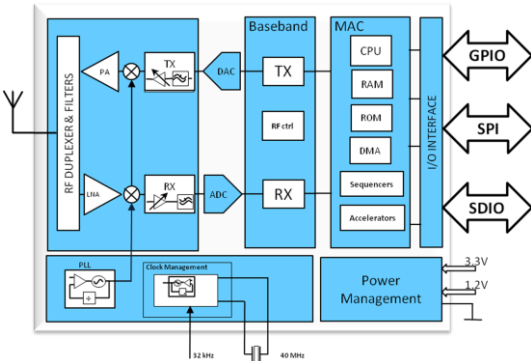 RF DUPLEXER & FILTERS
PA
TX
DAC
LNA
RX
ADC
Baseband
TX
RF ctrl
RX
MAC
CPU
RAM
ROM
DMA
Sequencers
Accelerators
I/O INTERFACE
GPIO
SPI
SDIO
PLL
Clock Management
32 kHz
40 MHz
Power
Management
3.3V
1.2V